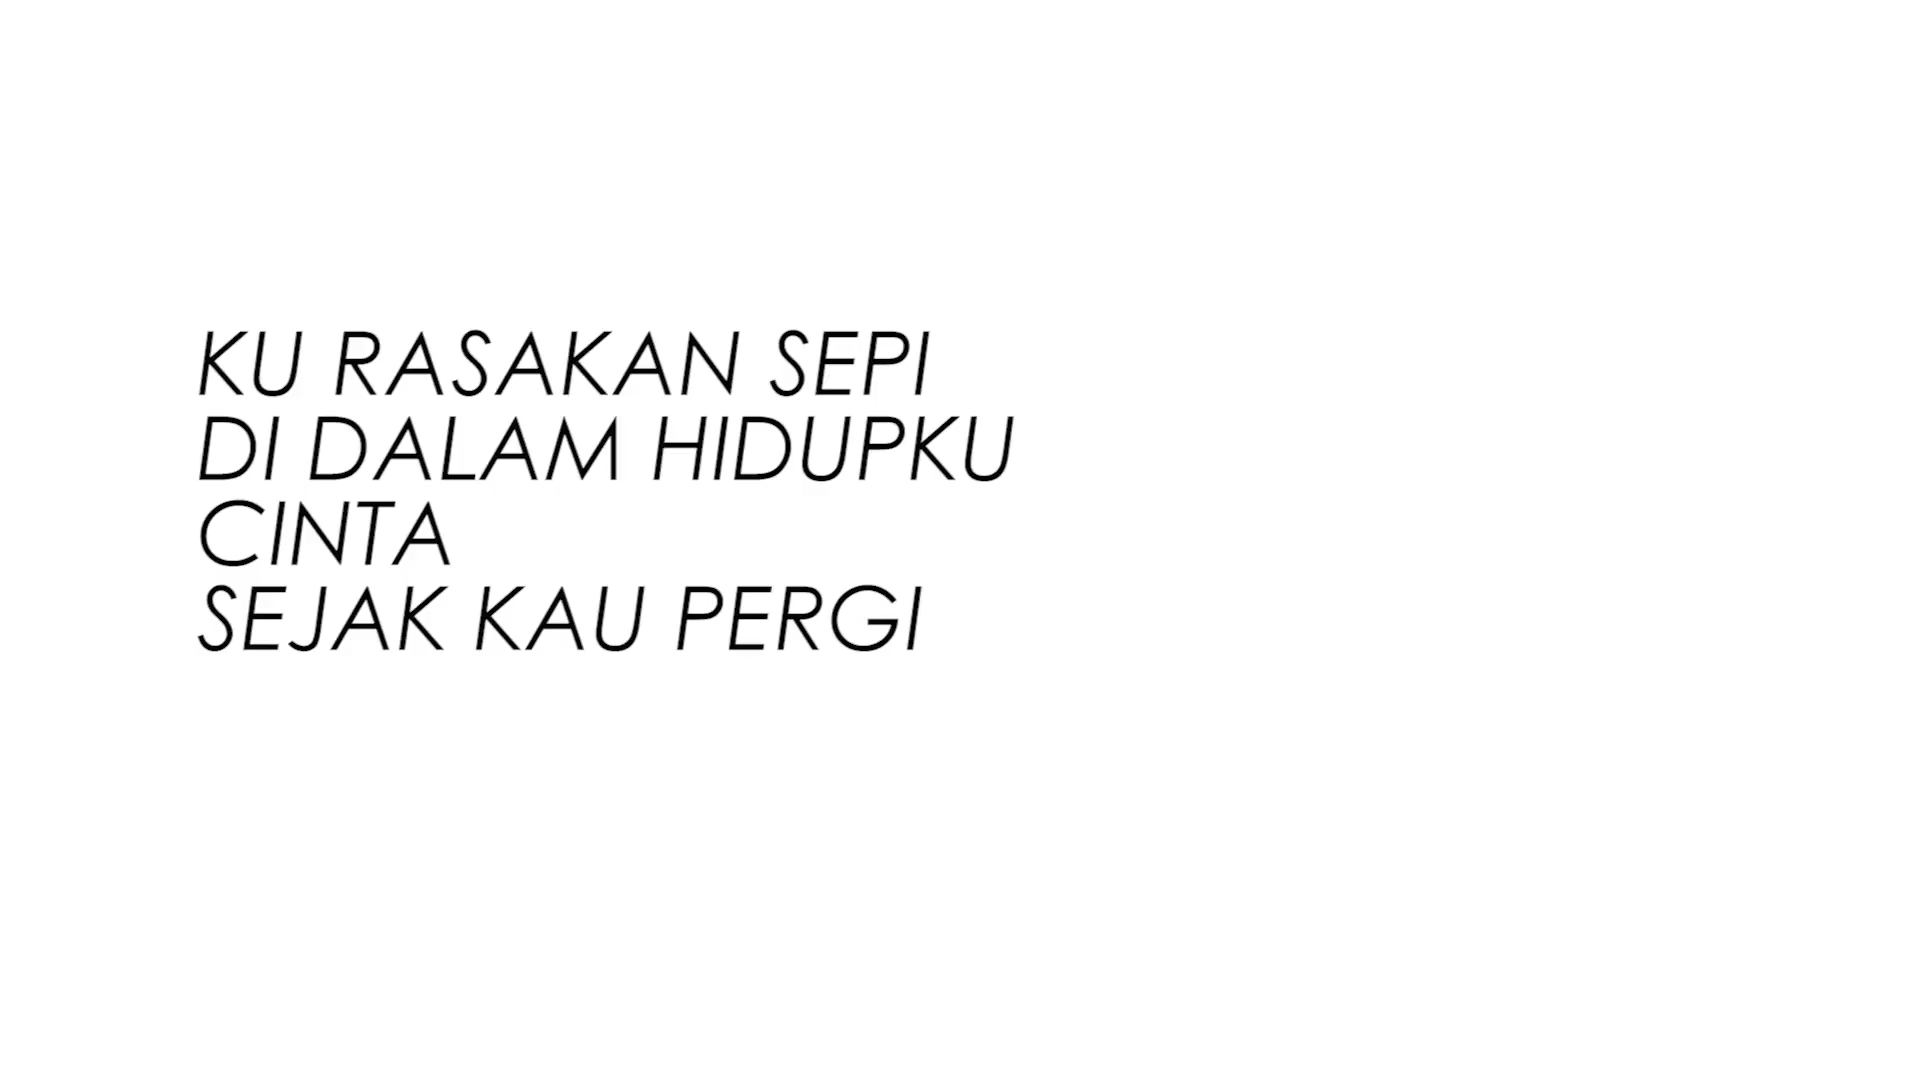 KU RASAKAN SEPI
DI DALAM HIDUPKU
CINTA
SEJAK KAU PERGI